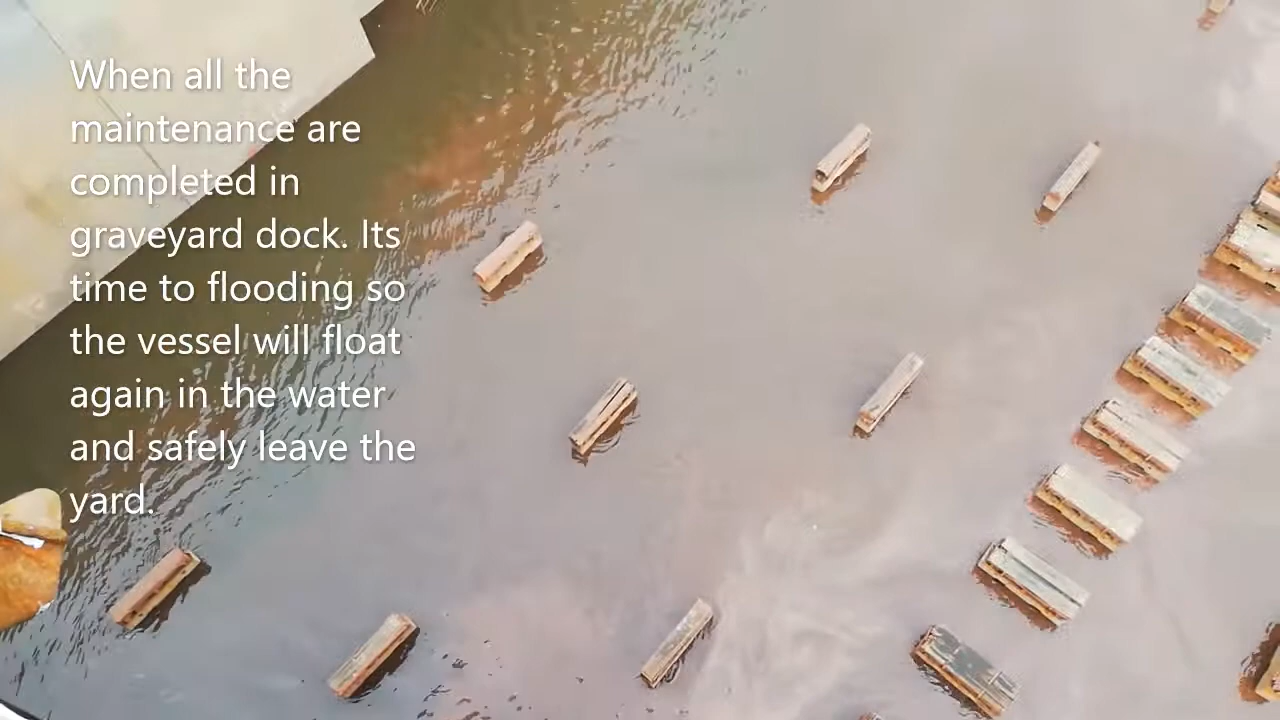 When all the
maintenance are
completed in
graveyard dock. Its
time to flooding so
the vessel will float
again in the water
and safely leave the
yard.